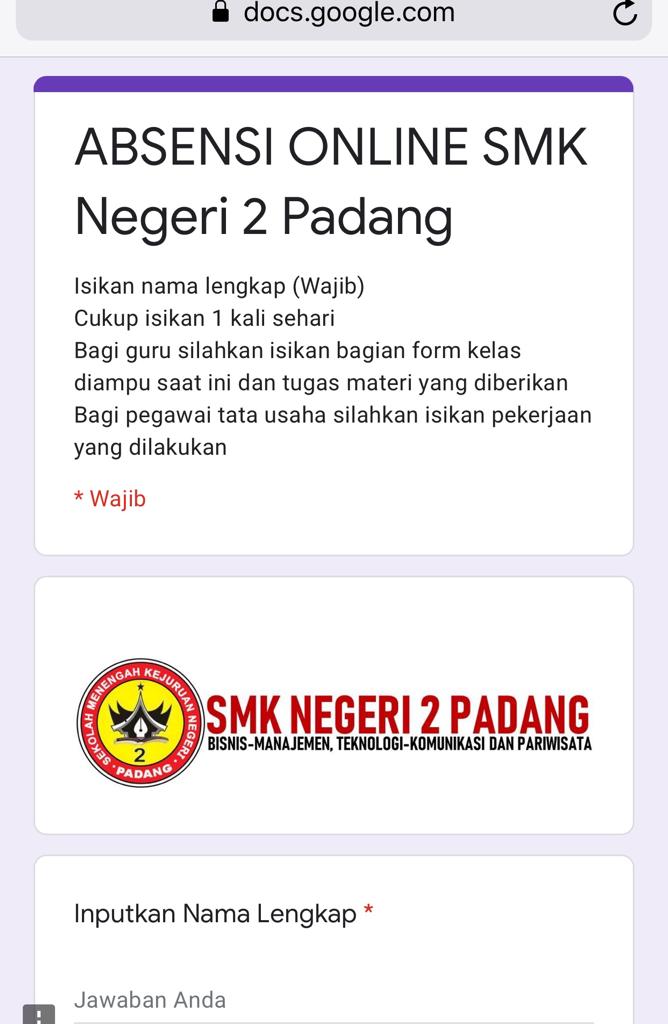 docs.google.com
ABSENSI ONLINE SMK
Negeri 2 Padang
Isikan nama lengkap (Wajib)
Cukup isikan 1 kali sehari
Bagi guru silahkan isikan bagian form kelas
diampu saat ini dan tugas materi yang diberikan
Bagi pegawai tata usaha silahkan isikan pekerjaan
yang dilakukan
* Wajib
SEKOLAH MENENGAH KEJURUAN NEGERI
2
PADANG
SMK NEGERI 2 PADANG
BISNIS-MANAJEMEN, TEKNOLOGI-KOMUNIKASI DAN PARIWISATA
Inputkan Nama Lengkap *
Jawaban Anda